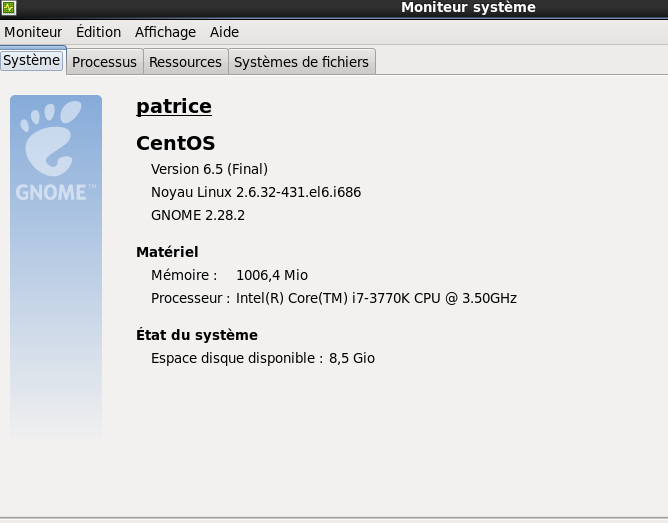 Moniteur système
Moniteur Édition Affichage Aide
Système Processus Ressources Systèmes de fichiers
patrice
CentOS
Version 6.5 (Final)
Noyau Linux 2.6.32-431.el6.i686
GNOME™
GNOME 2.28.2
Matériel
Mémoire : 1006,4 Mio
Processeur : Intel(R) Core(TM) i7-3770K CPU @ 3.50GHz
État du système
Espace disque disponible : 8,5 Gio